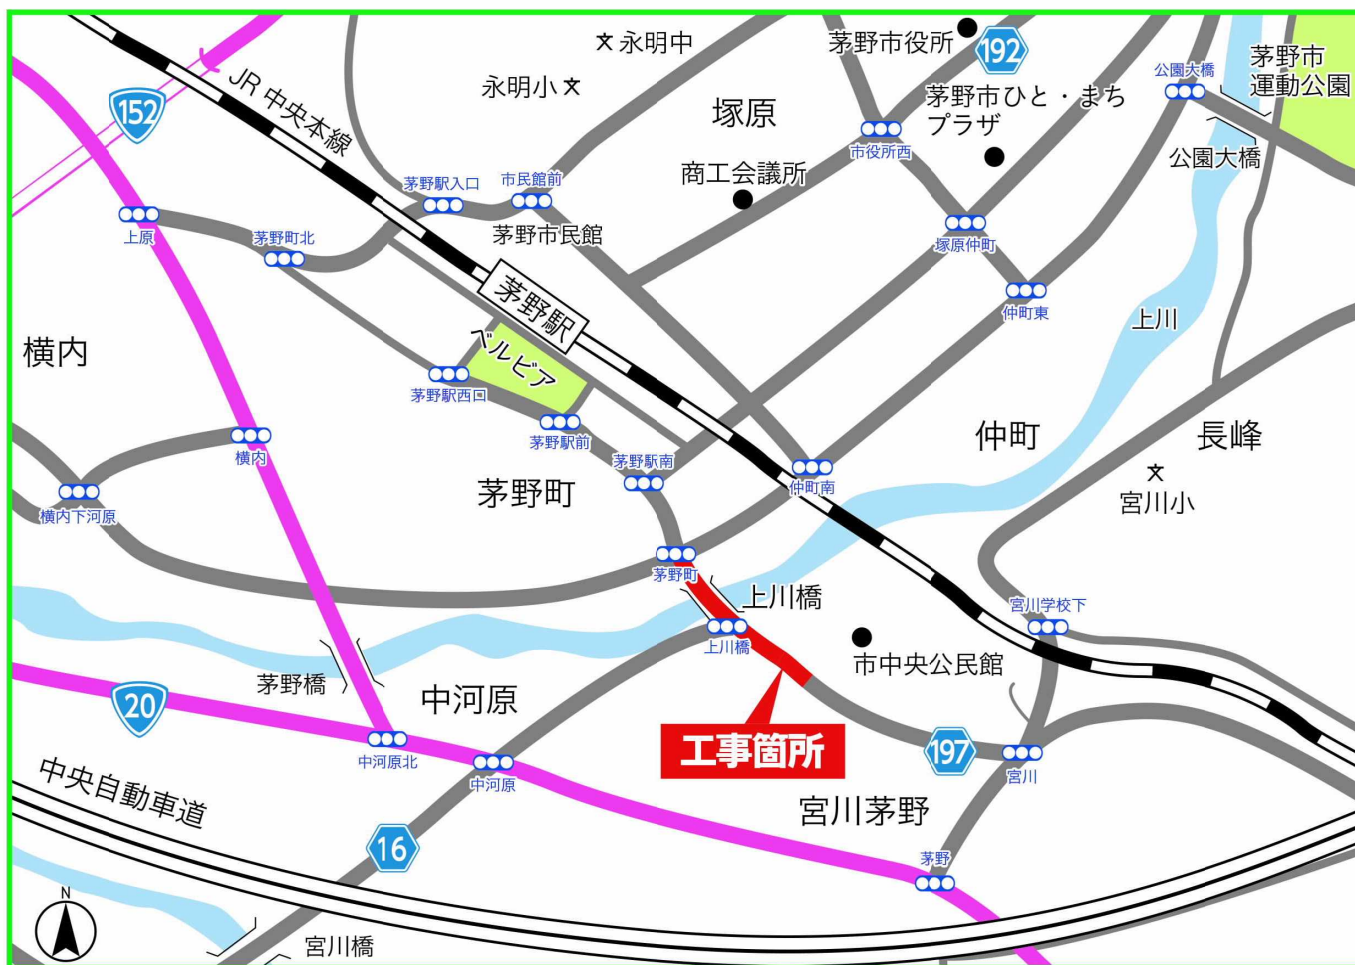 永明中
茅野市役所
192
茅野市
運動公園
公園大橋
永明小
152
JR 中央本線
塚原
茅野市ひと・まち
プラザ
市役所西
公園大橋
商工会議所
茅野駅入口
市民館前
上原
茅野町北
茅野市民館
塚原仲町
茅野駅
仲町東
上川
横内
ベルビア
茅野駅西口
茅野駅前
仲町
長峰
横内
茅野駅南
茅野町
仲町南
宮川小
横内下河原
茅野町
上川橋
宮川学校下
上川橋
市中央公民館
茅野橋
中河原
20
工事箇所
197
中河原北
中河原
宮川
中央自動車道
宮川茅野
16
茅野
N
宮川橋